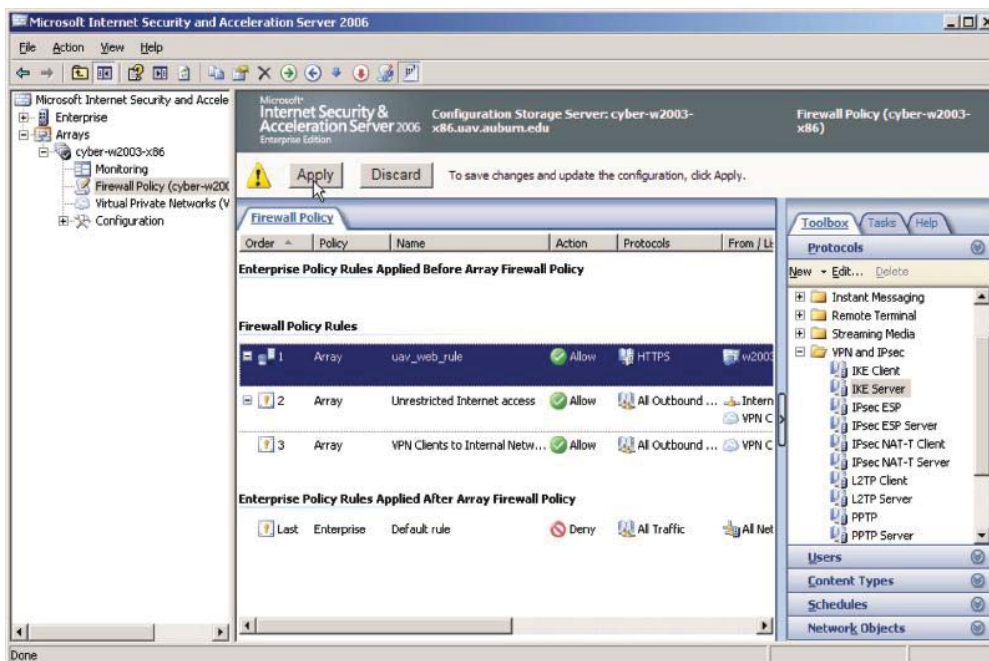 Microsoft Internet Security and Acceleration Server 2006
File Action View Help
Microsoft Internet Security and Accele
Enterprise
Arrays
cyber-w2003-x86
Monitoring
Firewall Policy (cyber-w200
Virtual Private Networks (V
Configuration
Microsoft
Internet Security &
Acceleration Server 2006
Enterprise Edition
Configuration Storage Server: cyber-w2003-
x86.uav.auburn.edu
Firewall Policy (cyber-w2003-
x86)
Apply Discard To save changes and update the configuration, click Apply.
Firewall Policy
Order Policy Name Action Protocols From / Li
Enterprise Policy Rules Applied Before Array Firewall Policy
Firewall Policy Rules
1 Array uav_web_rule Allow HTTPS w2003
2 Array Unrestricted Internet access Allow All Outbound ... Intern
VPN C
3 Array VPN Clients to Internal Netw... Allow All Outbound ... VPN C
Enterprise Policy Rules Applied After Array Firewall Policy
Last Enterprise Default rule Deny All Traffic All Net
Toolbox Tasks Help
Protocols
New Edit... Delete
Instant Messaging
Remote Terminal
Streaming Media
VPN and IPsec
IKE Client
IKE Server
IPsec ESP
IPsec ESP Server
IPsec NAT-T Client
IPsec NAT-T Server
L2TP Client
L2TP Server
PPTP
PPTP Server
Users
Content Types
Schedules
Network Objects
Done